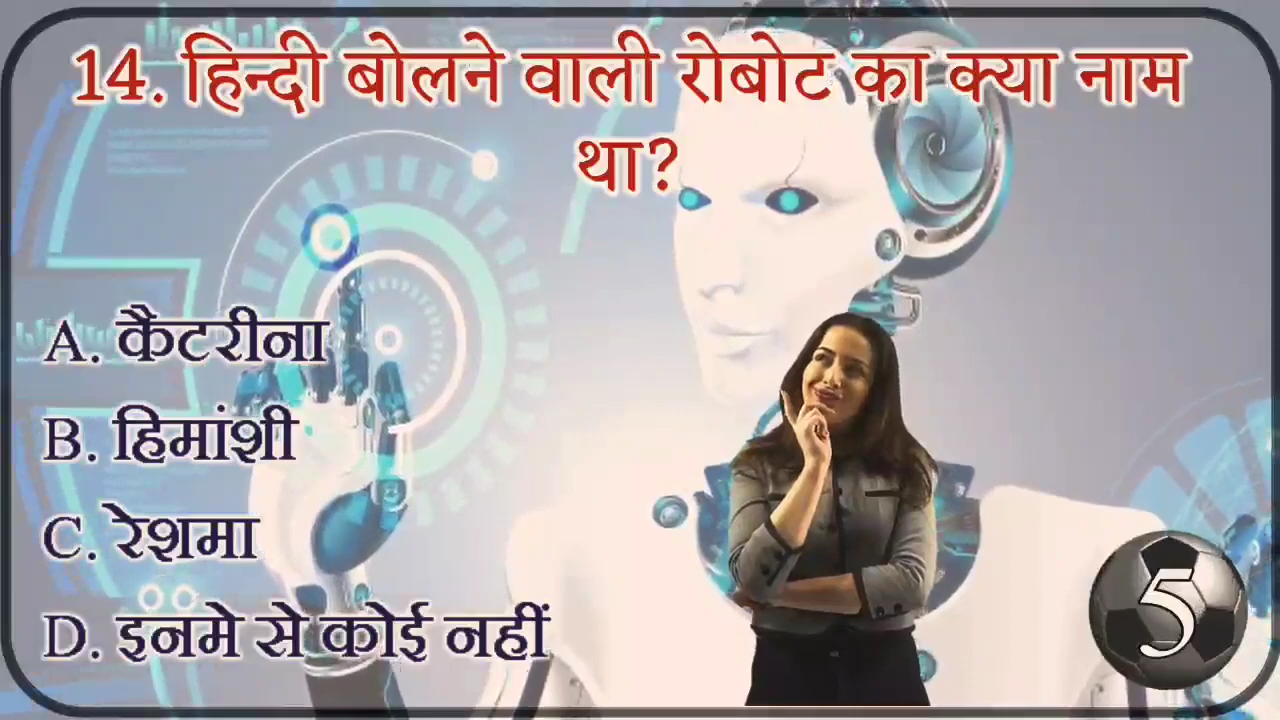 14. हिन्दी बोलने वाली रोबोट का क्या नाम
था?
A. कैटरीना
B. हिमांशी
C. रेशमा
D. इनमे से कोई नहीं
5